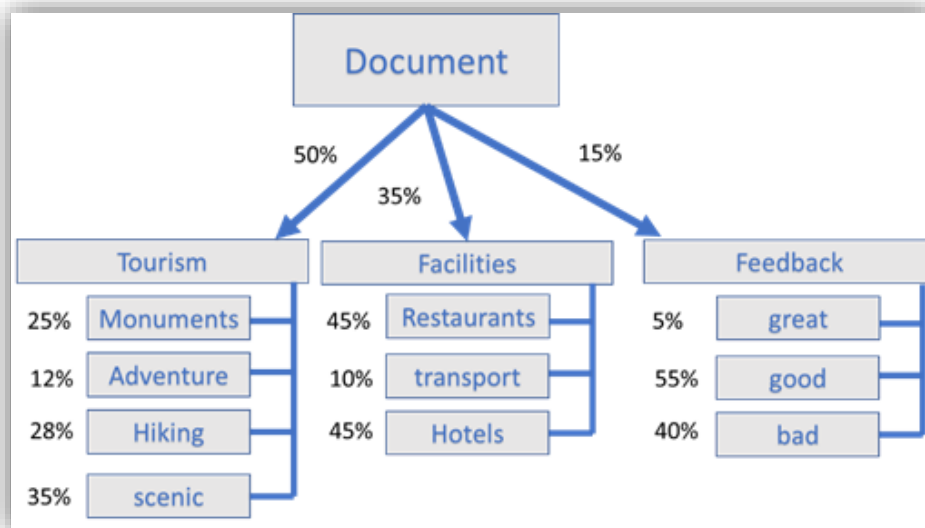 Document
50%
35%
15%
Tourism
25% Monuments
12% Adventure
28% Hiking
35% scenic
Facilities
45% Restaurants
10% transport
45% Hotels
Feedback
5% great
55% good
40% bad